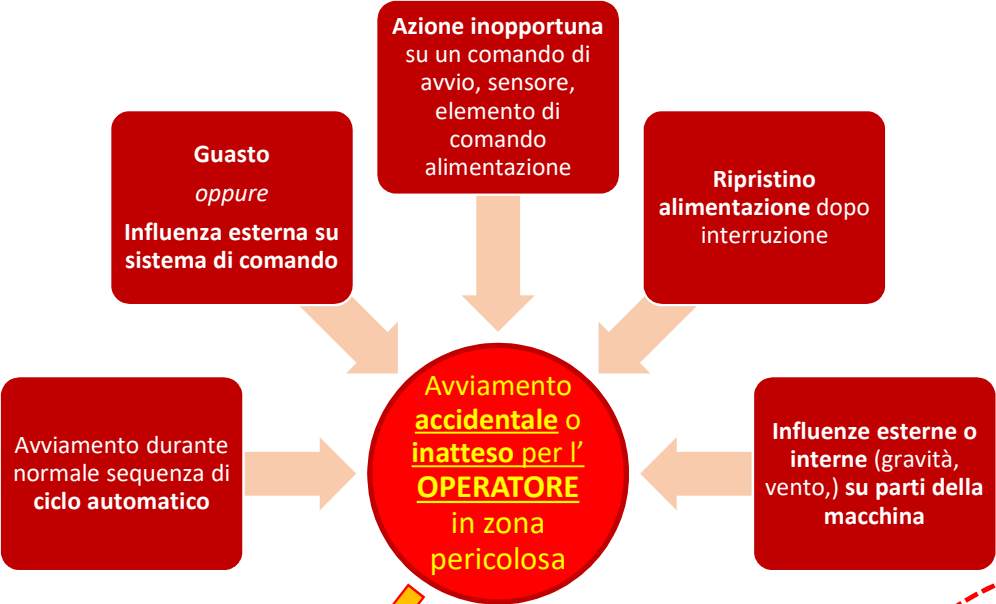 Azione inopportuna
su un comando di
avvio, sensore,
elemento di
comando
alimentazione
Guasto
oppure
Influenza esterna su
sistema di comando
Ripristino
alimentazione dopo
interruzione
Avviamento durante
normale sequenza di
ciclo automatico
Avviamento
accidentale o
inatteso per l'
OPERATORE
in zona
pericolosa
Influenze esterne o
interne (gravità,
vento,) su parti della
macchina